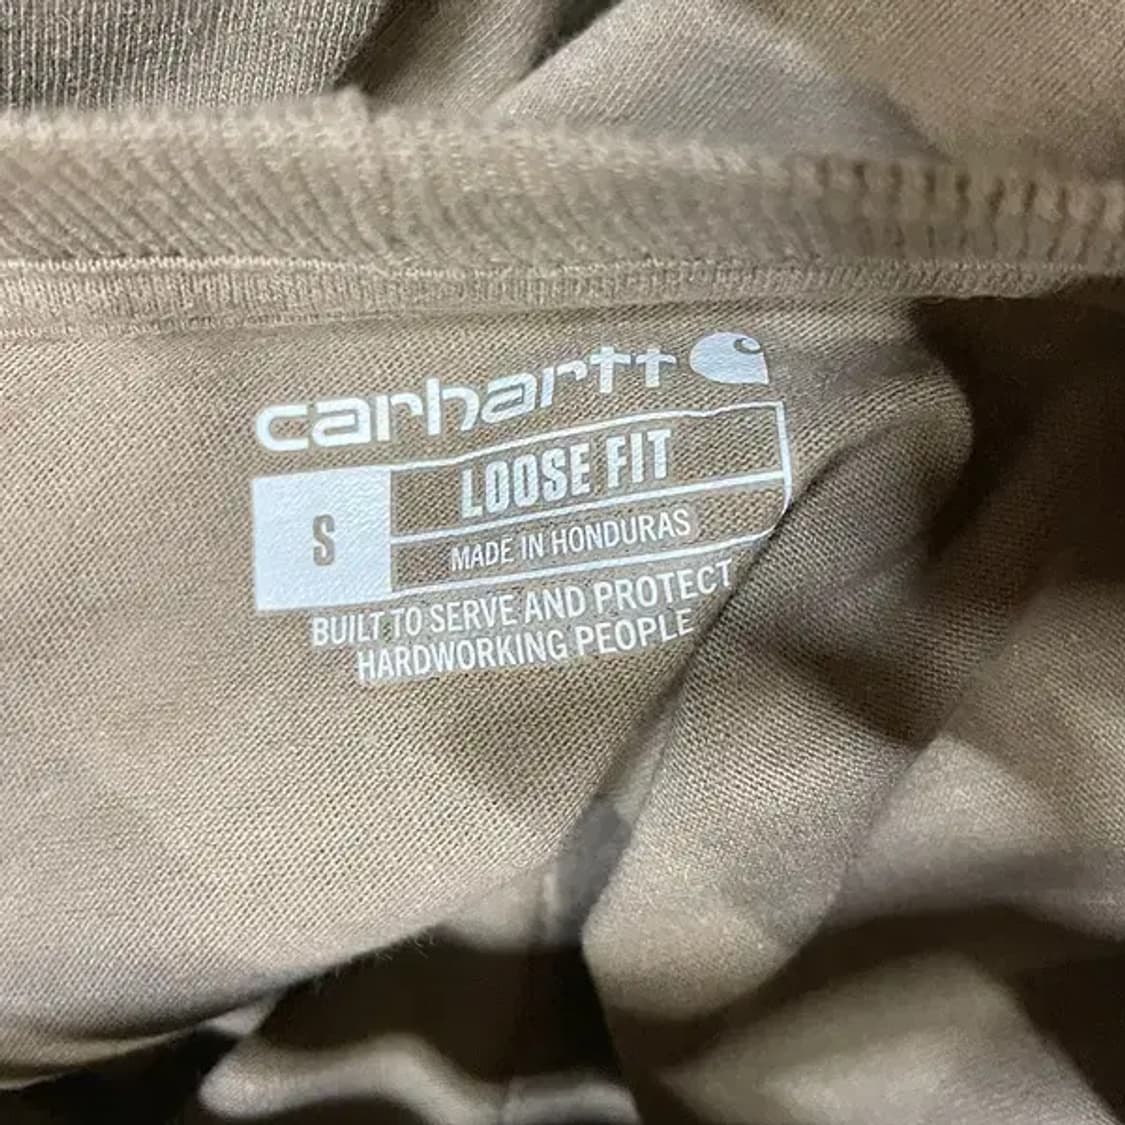 carhartt
LOOSE FIT
S
MADE IN HONDURAS
BUILT TO SERVE AND PROTECT
HARDWORKING PEOPLE